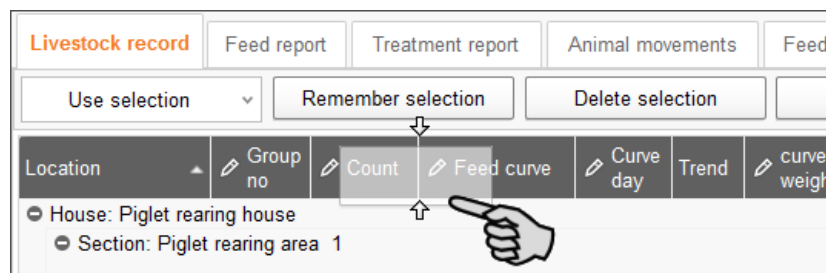 Livestock record Feed report Treatment report Animal movements Feed
Use selection Remember selection Delete selection
Location Group no Count Feed curve Curve day Trend curve weigh
House: Piglet rearing house
Section: Piglet rearing area 1